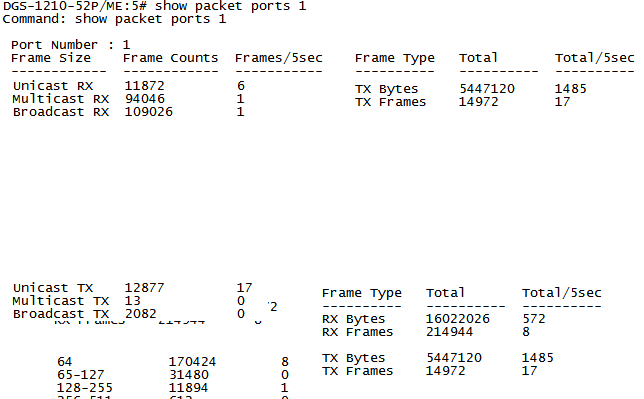 DGS-1210-52P/ME:5# show packet ports 1
Command: show packet ports 1
Port Number : 1
Frame Size Frame Counts Frames/5sec Frame Type Total Total/5sec
------------ ------------ ----------- ---------- ---------- ----------
Unicast RX 11872 6 TX Bytes 5447120 1485
Multicast RX 94046 1 TX Frames 14972 17
Broadcast RX 109026 1
Unicast TX 12877 17 Frame Type Total Total/5sec
Multicast TX 13 0 ---------- ---------- ----------
Broadcast TX 2082 0 RX Bytes 16022026 572
RX Frames 214944 RX Frames 214944 8
64 170424 8 TX Bytes 5447120 1485
65-127 31480 0 TX Frames 14972 17
128-255 11894 1